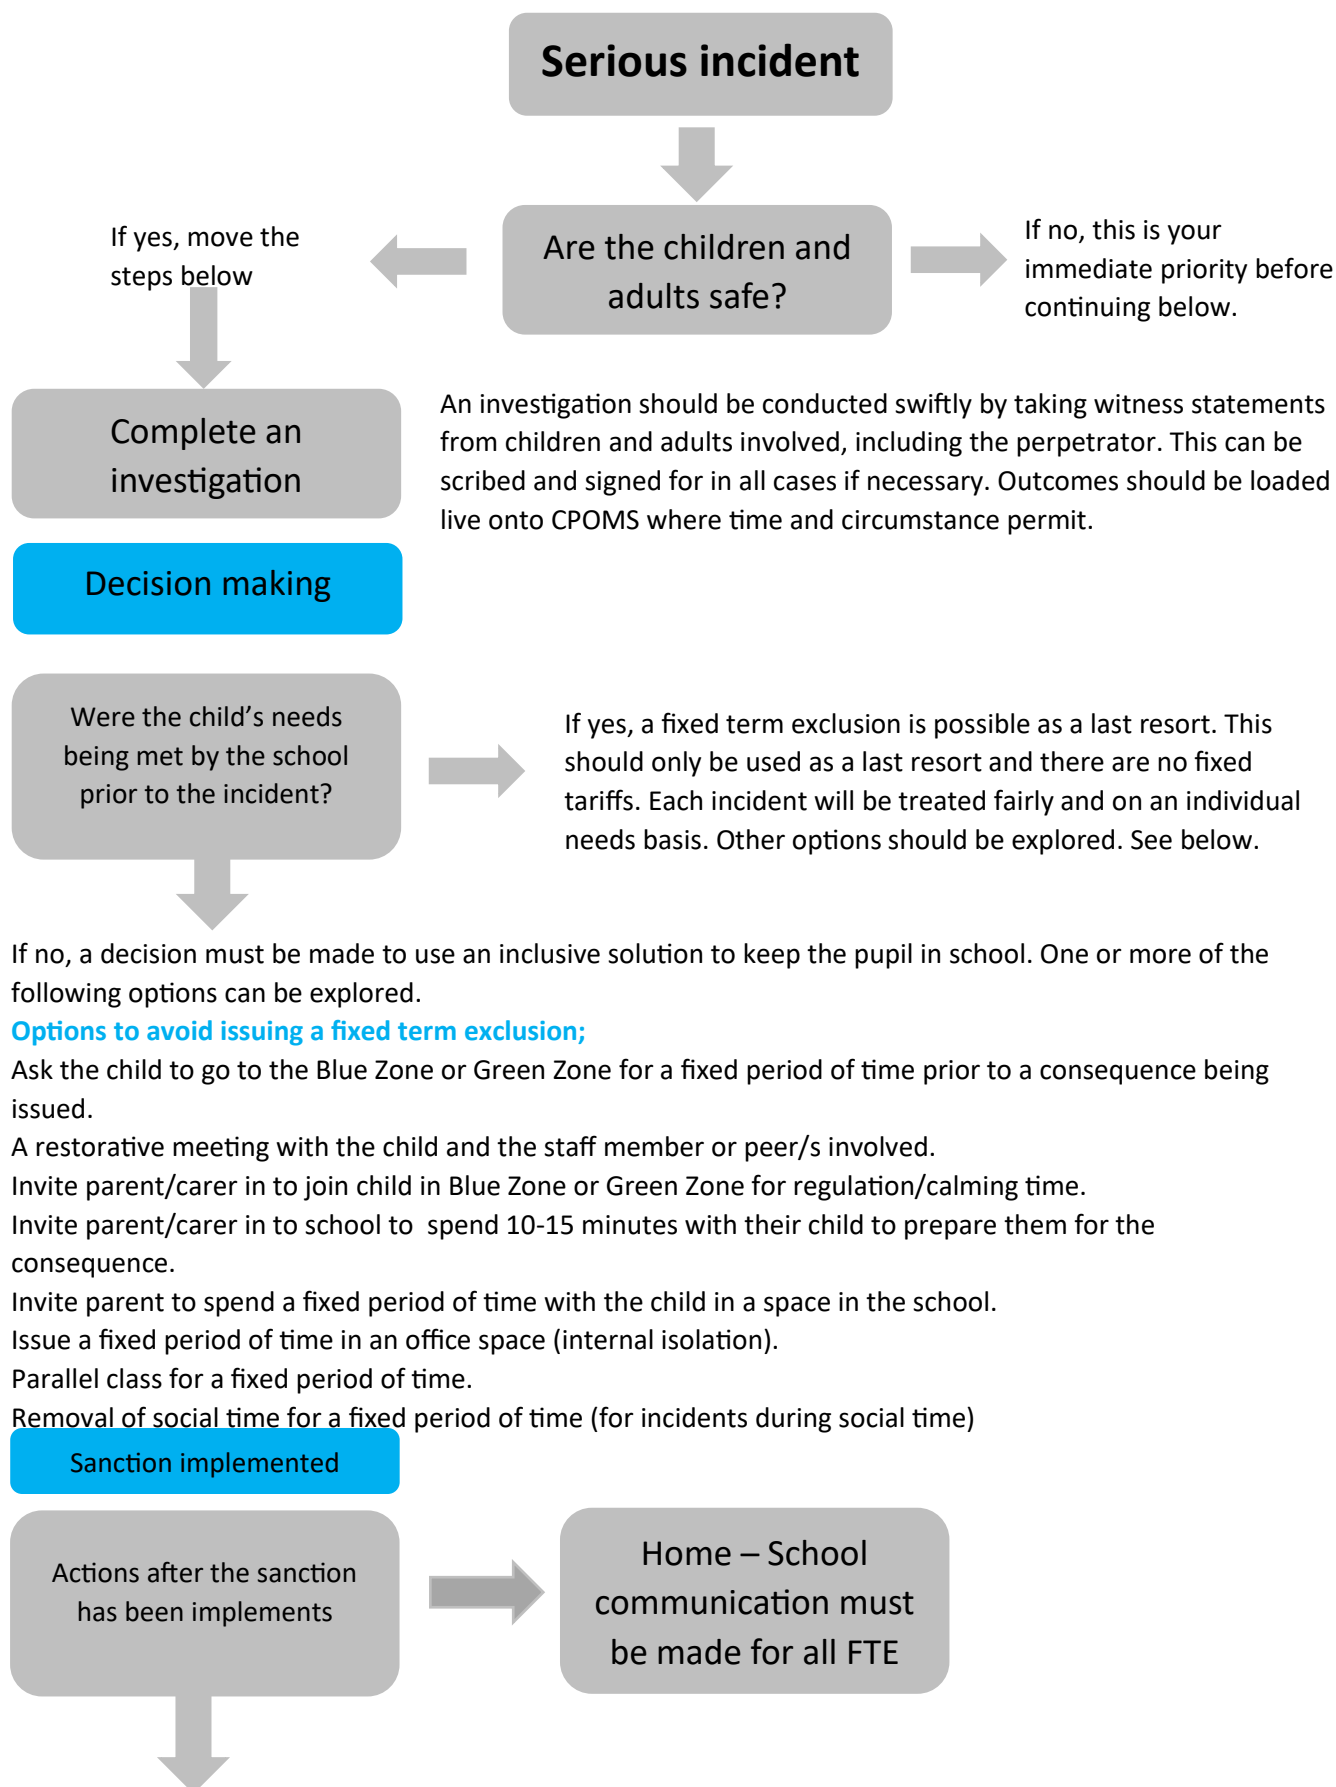 Serious incident
If yes, move the
steps below
Are the children and
adults safe?
If no, this is your
immediate priority before
continuing below.
Complete an
investigation
An investigation should be conducted swiftly by taking witness statements
from children and adults involved, including the perpetrator. This can be
scribed and signed for in all cases if necessary. Outcomes should be loaded
live onto CPOMS where time and circumstance permit.
Decision making
Were the child’s needs
being met by the school
prior to the incident?
If yes, a fixed term exclusion is possible as a last resort. This
should only be used as a last resort and there are no fixed
tariffs. Each incident will be treated fairly and on an individual
needs basis. Other options should be explored. See below.
If no, a decision must be made to use an inclusive solution to keep the pupil in school. One or more of the
following options can be explored.
Options to avoid issuing a fixed term exclusion;
Ask the child to go to the Blue Zone or Green Zone for a fixed period of time prior to a consequence being
issued.
A restorative meeting with the child and the staff member or peer/s involved.
Invite parent/carer in to join child in Blue Zone or Green Zone for regulation/calming time.
Invite parent/carer in to school to  spend 10-15 minutes with their child to prepare them for the
consequence.
Invite parent to spend a fixed period of time with the child in a space in the school.
Issue a fixed period of time in an office space (internal isolation).
Parallel class for a fixed period of time.
Removal of social time for a fixed period of time (for incidents during social time)
Sanction implemented
Actions after the sanction
has been implements
Home – School
communication must
be made for all FTE